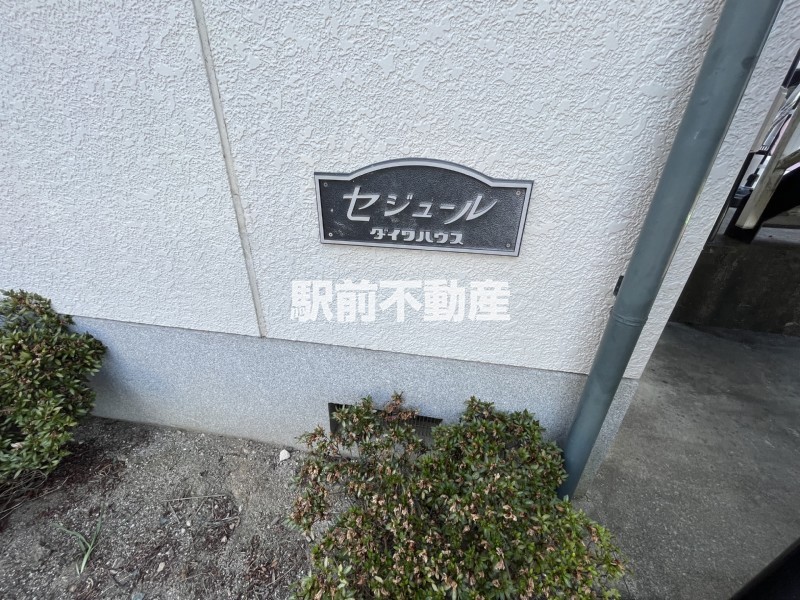 セジュール
ダイワハウス
駅前不動産